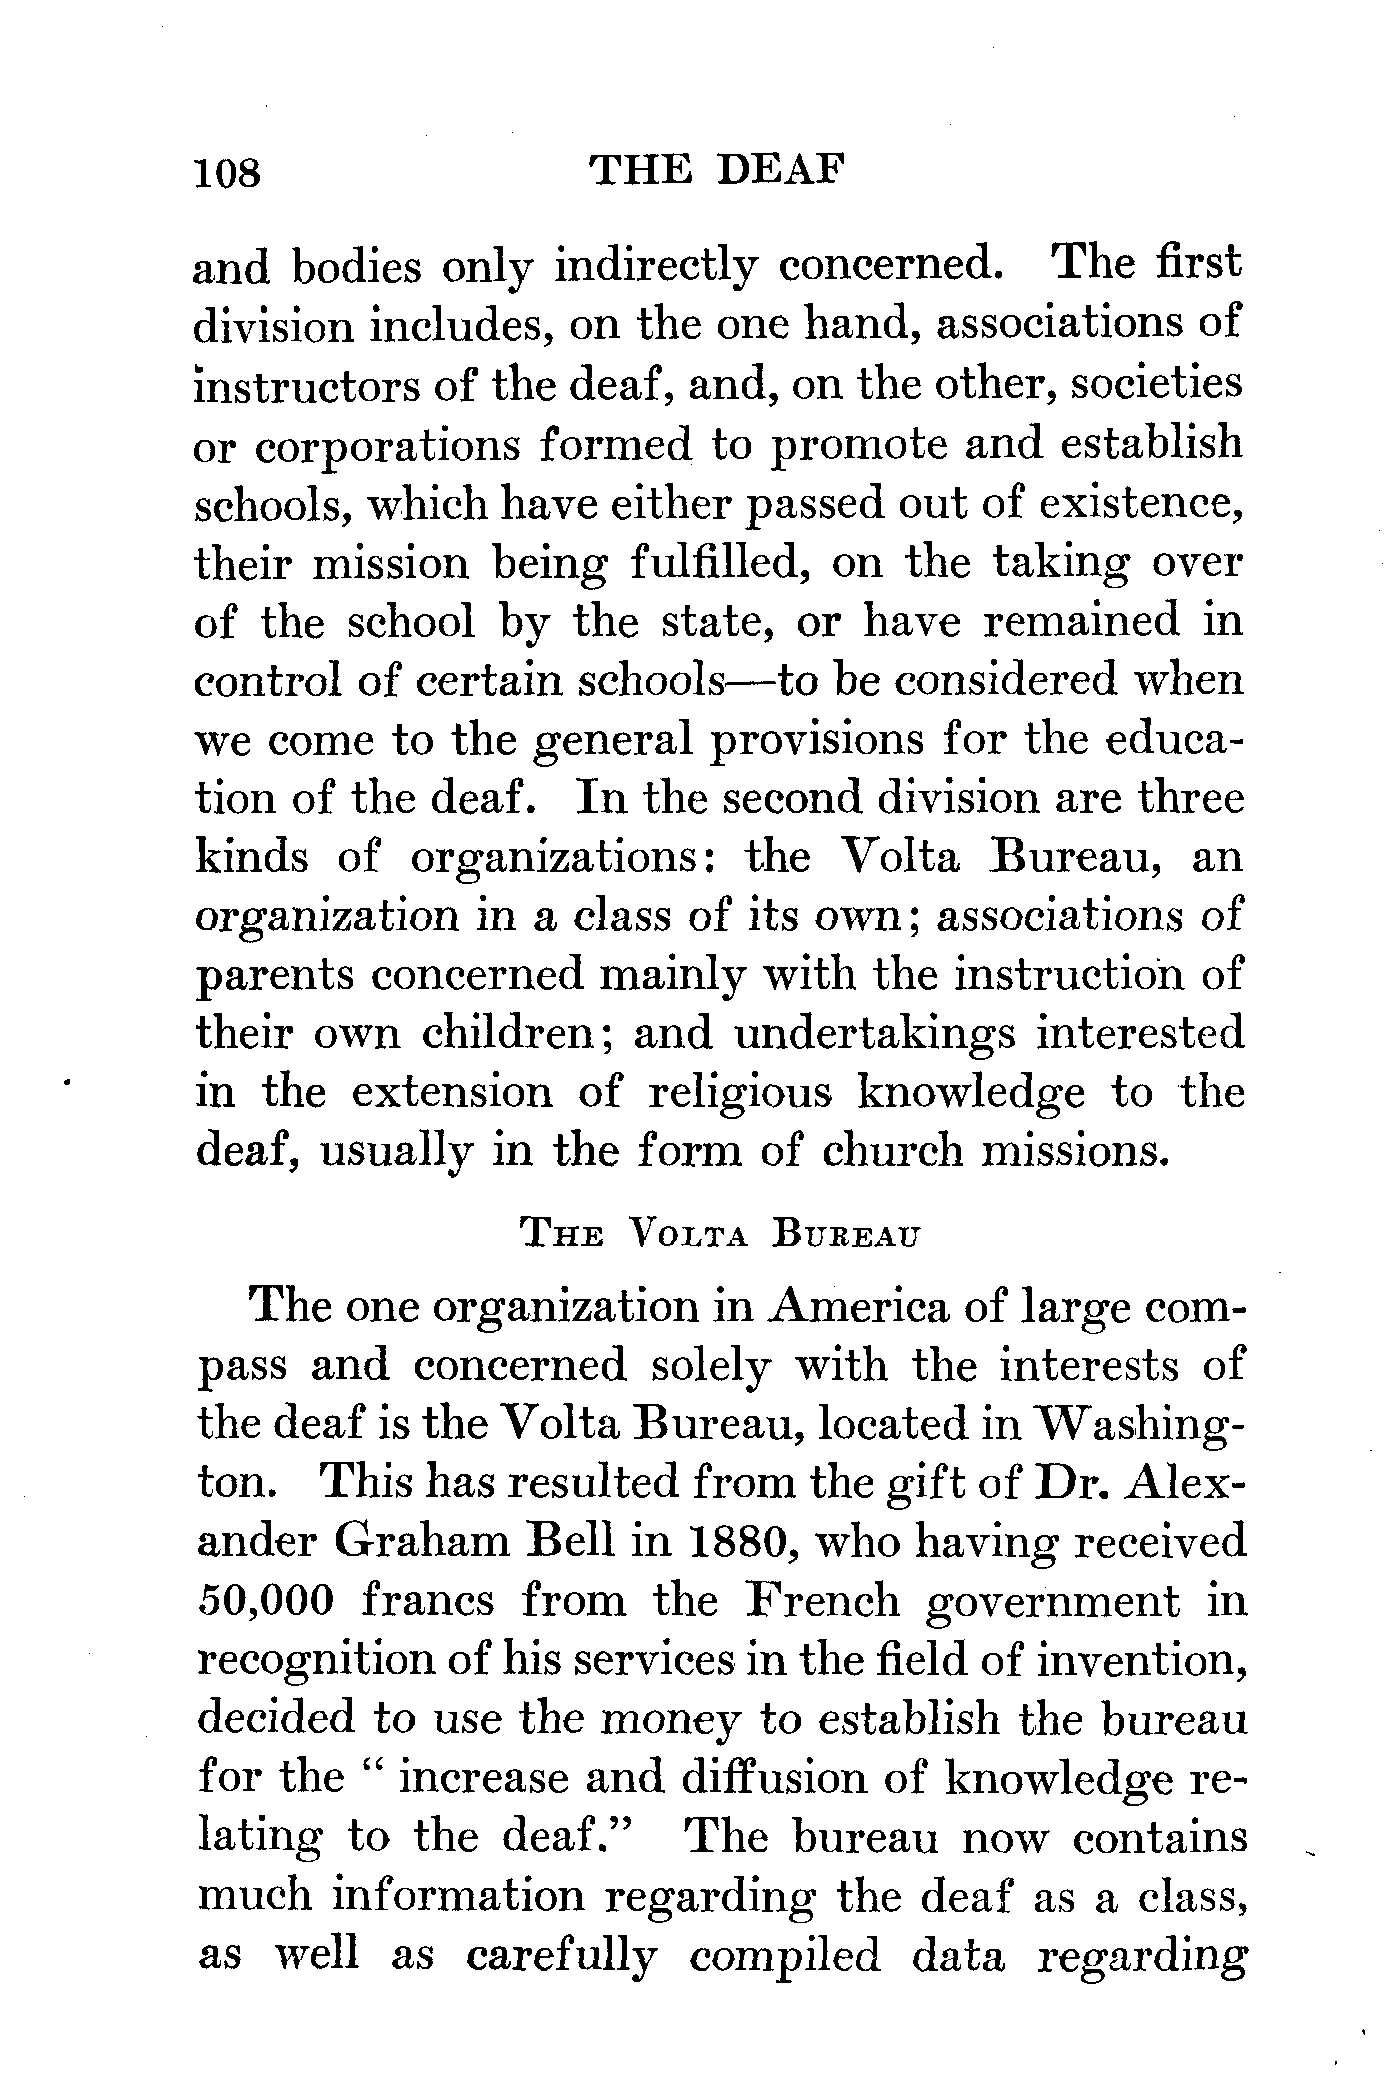 108 THE DEAF
and bodies only indirectly concerned. The first
division includes, on the one hand, associations of
instructors of the deaf, and, on the other, societies
or corporations formed to promote and establish
schools, which have either passed out of existence,
their mission being fulfilled, on the taking over
of the school by the state, or have remained in
control of certain schools—to be considered when
we come to the general provisions for the educa-
tion of the deaf. In the second division are three
kinds of organizations: the Volta Bureau, an
organization in a class of its own; associations of
parents concerned mainly with the instruction of
their own children; and undertakings interested
in the extension of religious knowledge to the
deaf, usually in the form of church missions.
The Volta Bureau
The one organization in America of large com-
pass and concerned solely with the interests of
the deaf is the Volta Bureau, located in Washing-
ton. This has resulted from the gift of Dr. Alex-
ander Graham Bell in 1880, who having received
50,000 francs from the French government in
recognition of his services in the field of invention,
decided to use the money to establish the bureau
for the “ increase and diffusion of knowledge re-
lating to the deaf.” The bureau now contains
much information regarding the deaf as a class,
as well as carefully compiled data regarding